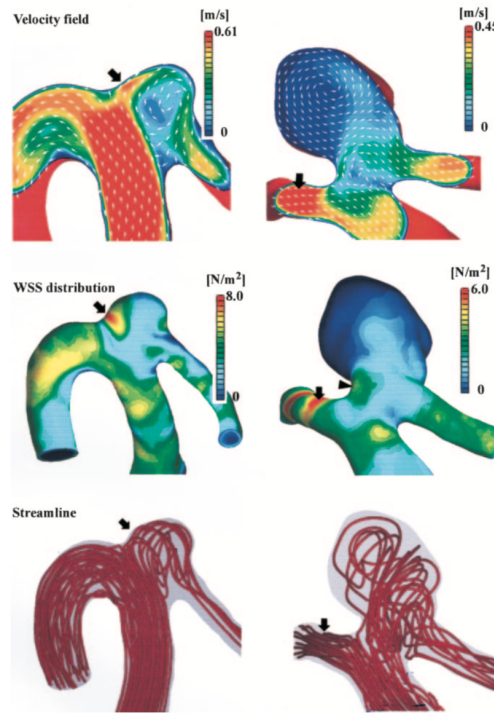 Velocity field
[m/s]
0.61
0
[m/s]
0.45
0
WSS distribution
[N/m²]
8.0
0
[N/m²]
6.0
0
Streamline